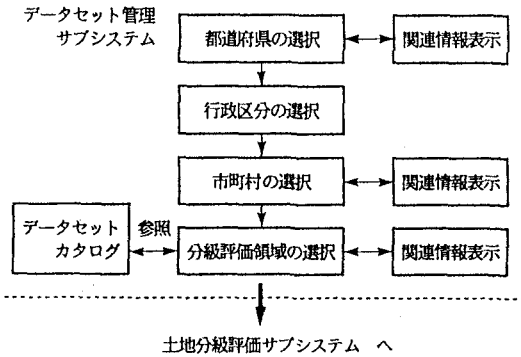 データセット管理
サブシステム
都道府県の選択
関連情報表示
行政区分の選択
市町村の選択
関連情報表示
データセット
カタログ
参照
分級評価領域の選択
関連情報表示
土地分級評価サブシステム へ